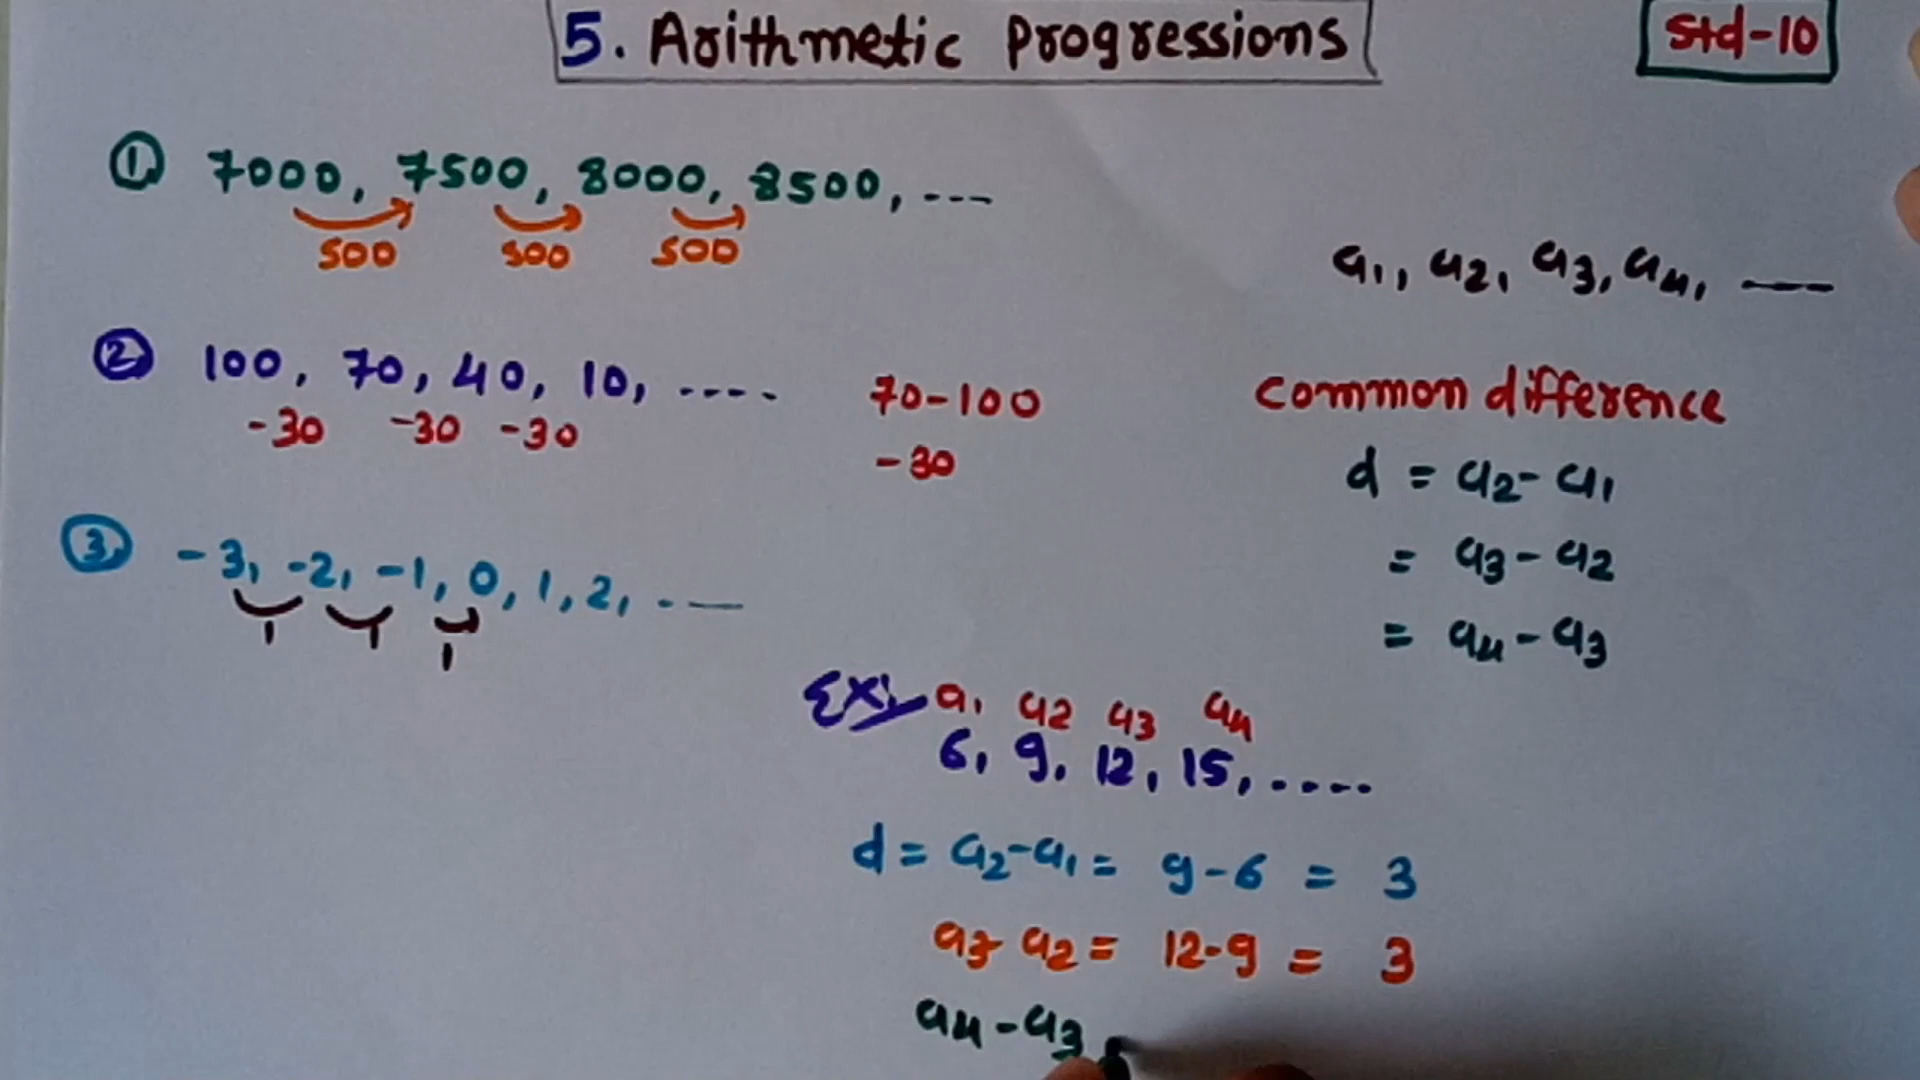 5. Arithmetic progressions
Std-10
① 7000, 7500, 8000, 8500, ----
500 500 500
a1, a2, a3, a4, ----
② 100, 70, 40, 10, ....
-30 -30 -30
70-100
-30
common difference
d = a2 - a1
= a3 - a2
= a4 - a3
③ -3, -2, -1, 0, 1, 2, ----
1 1 1
Ex:
a1 a2 a3 a4
6, 9, 12, 15, .....
d = a2-a1 = 9-6 = 3
a3 a2 = 12-9 = 3
a4 - a3